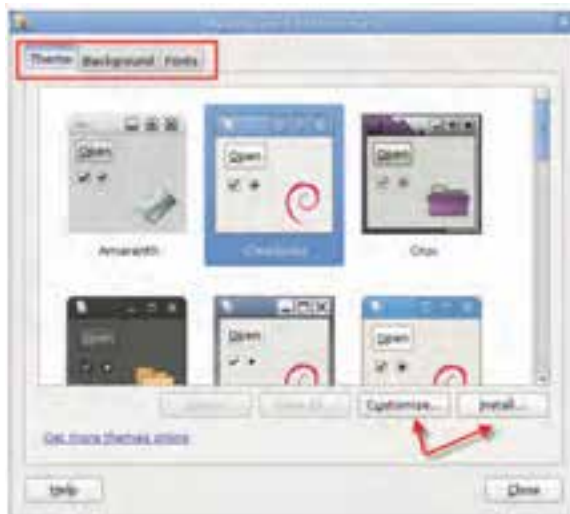 Theme Background Fonts
Open Open Open
Amaranth Clearlooks Crux
Open Open Open
Customize... Install...
Get more themes online
Help Close